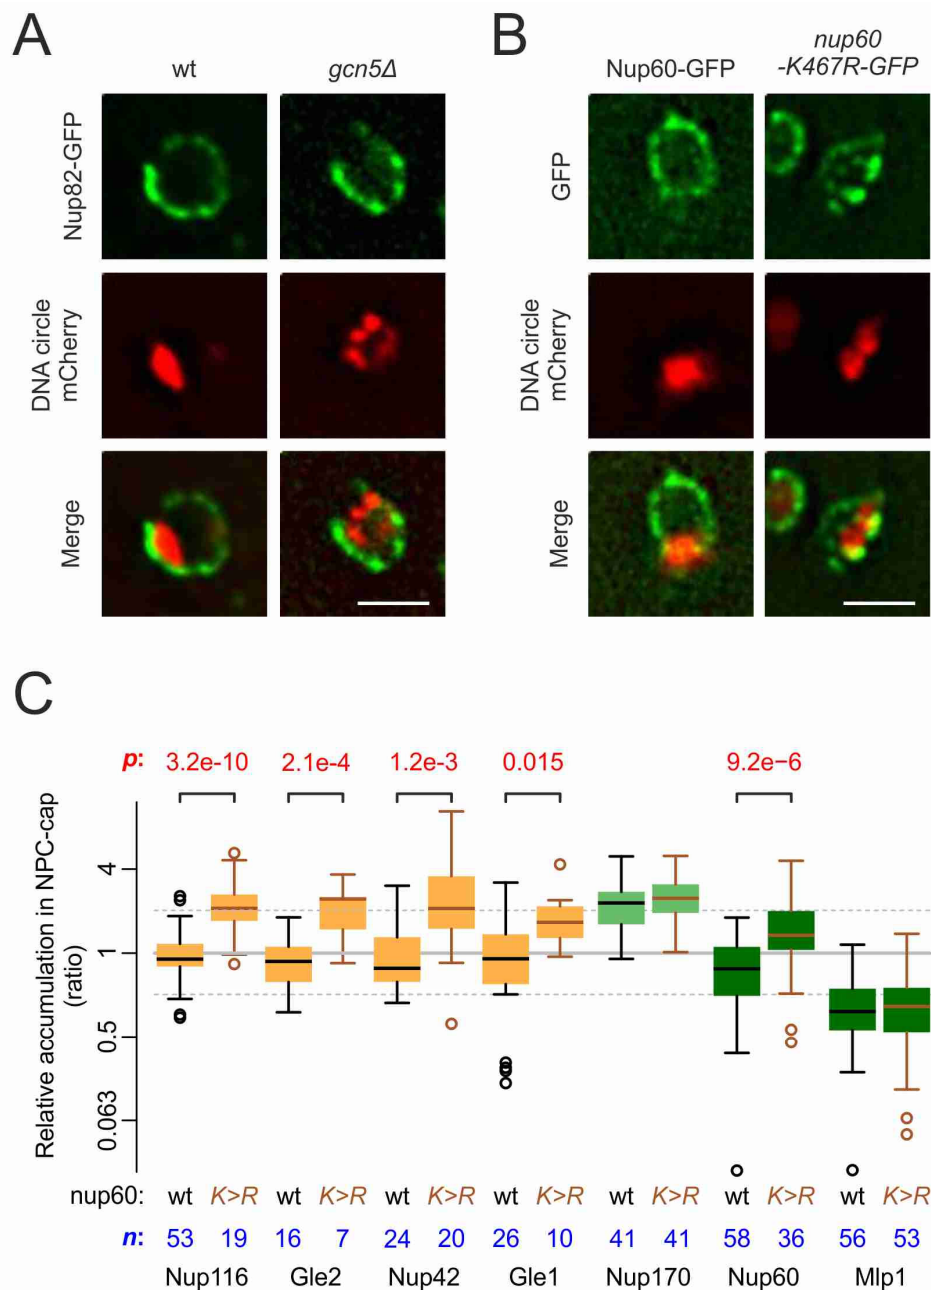 A
wt
gcn5Δ
Nup82-GFP
DNA circle
mCherry
Merge
B
Nup60-GFP
nup60
-K467R-GFP
GFP
DNA circle
mCherry
Merge
C
p: 3.2e-10 2.1e-4 1.2e-3 0.015 9.2e−6
Relative accumulation in NPC-cap
(ratio)
4
1
0.5
0.063
nup60: wt K>R wt K>R wt K>R wt K>R wt K>R wt K>R wt K>R
n: 53 19 16 7 24 20 26 10 41 41 58 36 56 53
Nup116 Gle2 Nup42 Gle1 Nup170 Nup60 Mlp1